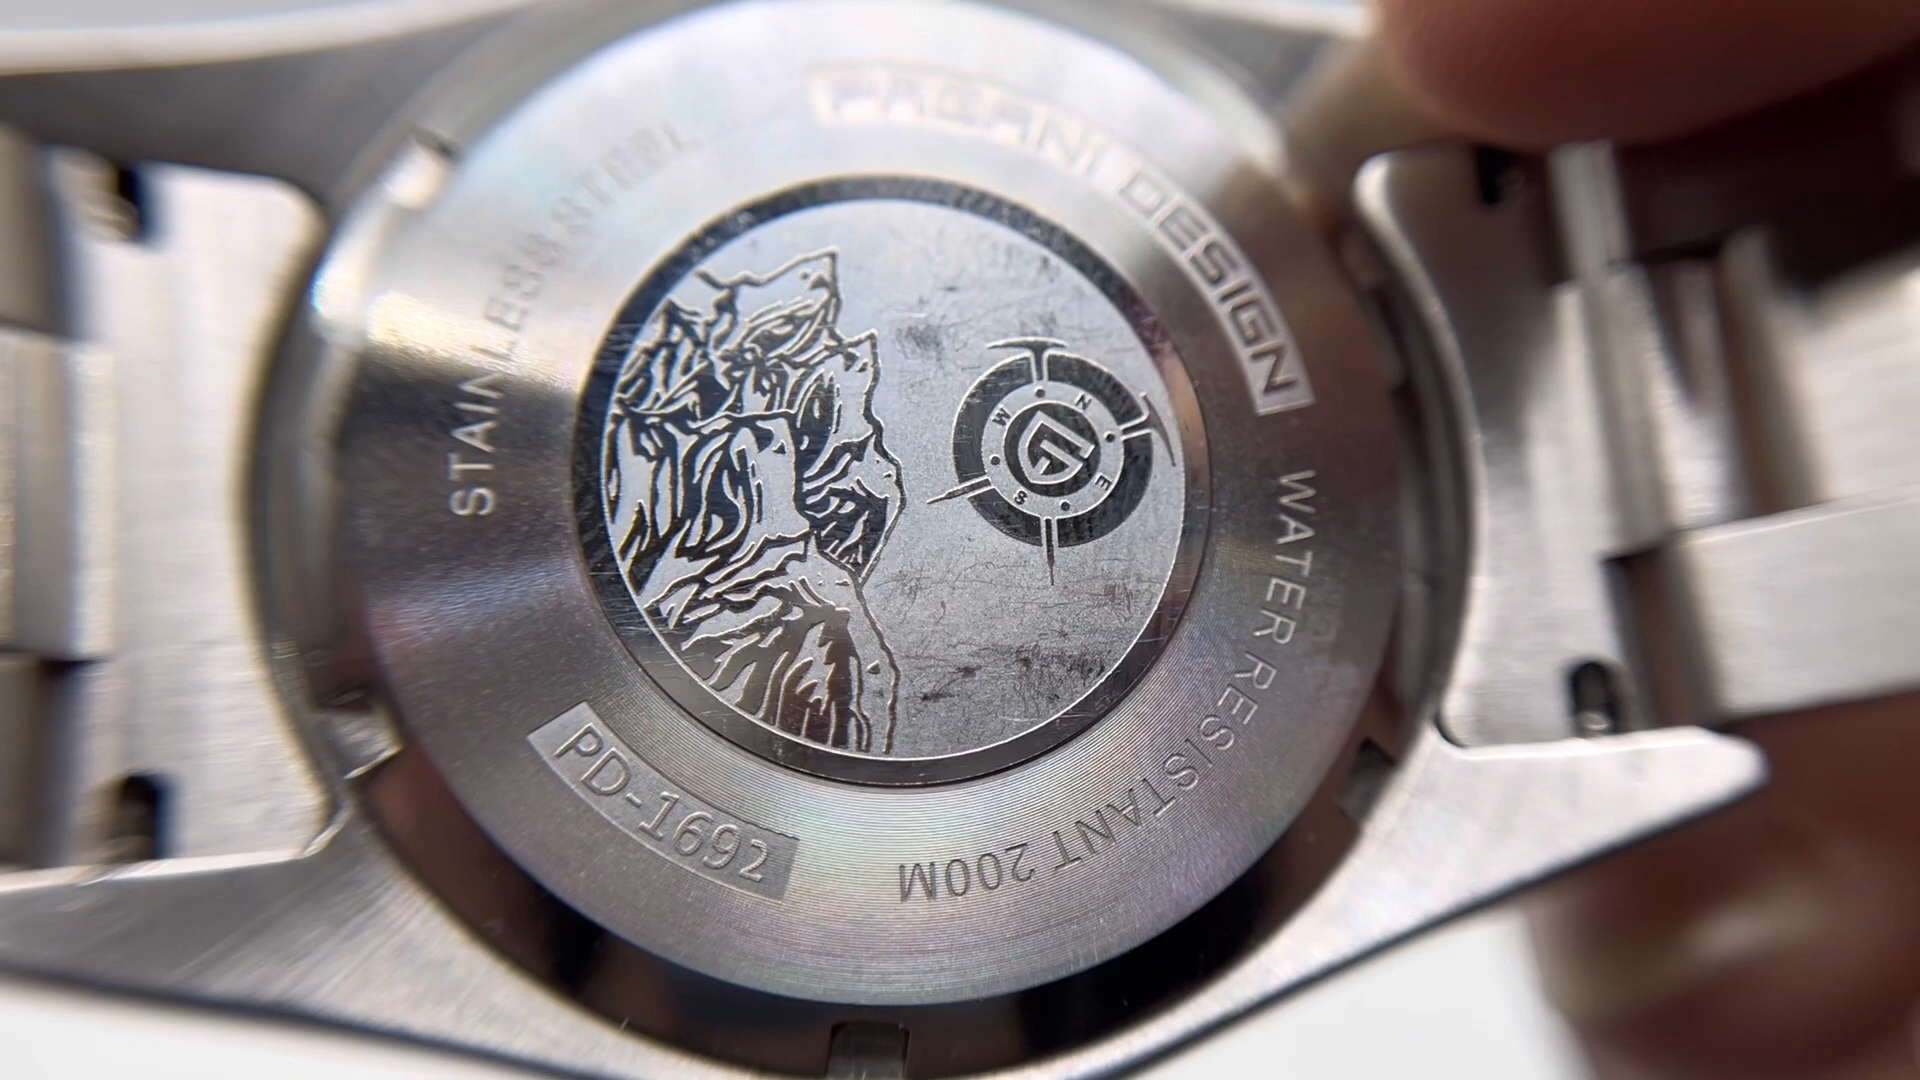 PAGANI DESIGN
WATER RESISTANT 200M
PD-1692
STAINLESS STEEL
N
E
S
W